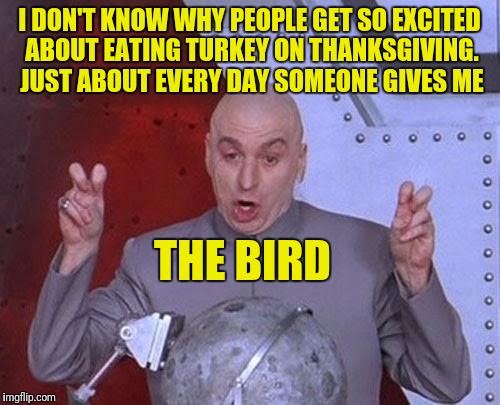 I DON'T KNOW WHY PEOPLE GET SO EXCITED
ABOUT EATING TURKEY ON THANKSGIVING.
JUST ABOUT EVERY DAY SOMEONE GIVES ME
THE BIRD
imgflip.com